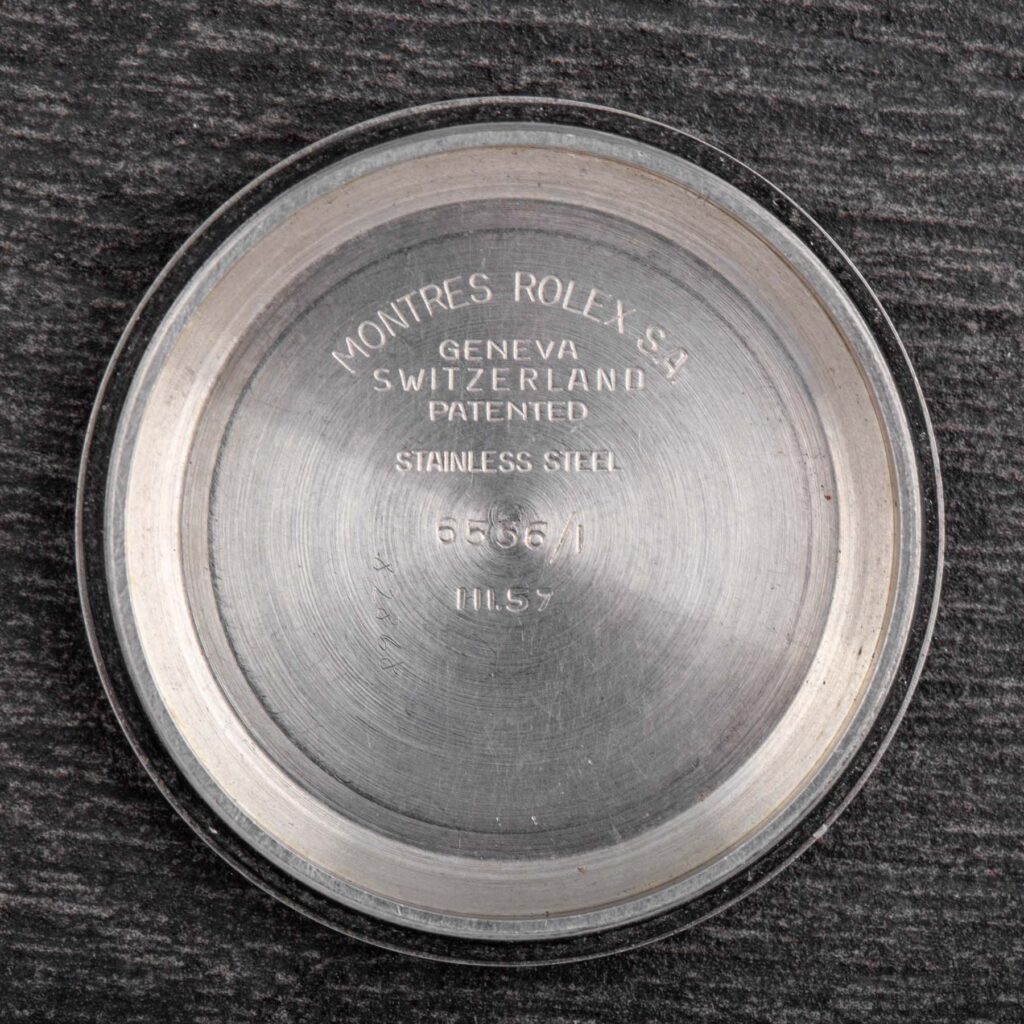 MONTRES ROLEX. S.A.
GENEVA
SWITZERLAND
PATENTED
STAINLESS STEEL
6536/1
III.57